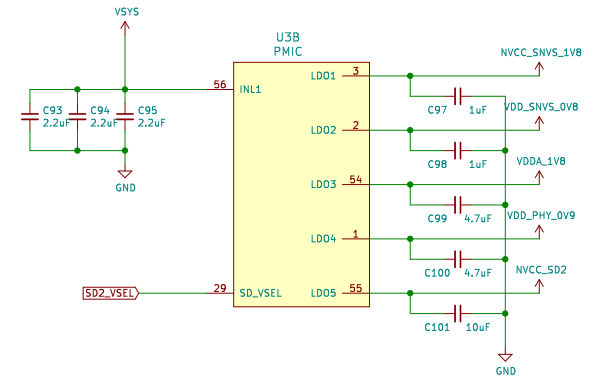 VSYS
U3B
PMIC
NVCC_SNVS_1V8
56 INL1 LDO1 3
C93 2.2uF
C94 2.2uF
C95 2.2uF
C97 1uF
VDD_SNVS_0V8
LDO2 2
C98 1uF
GND
VDDA_1V8
LDO3 54
C99 4.7uF
VDD_PHY_0V9
LDO4 1
C100 4.7uF
NVCC_SD2
SD2_VSEL 29 SD_VSEL LDO5 55
C101 10uF
GND